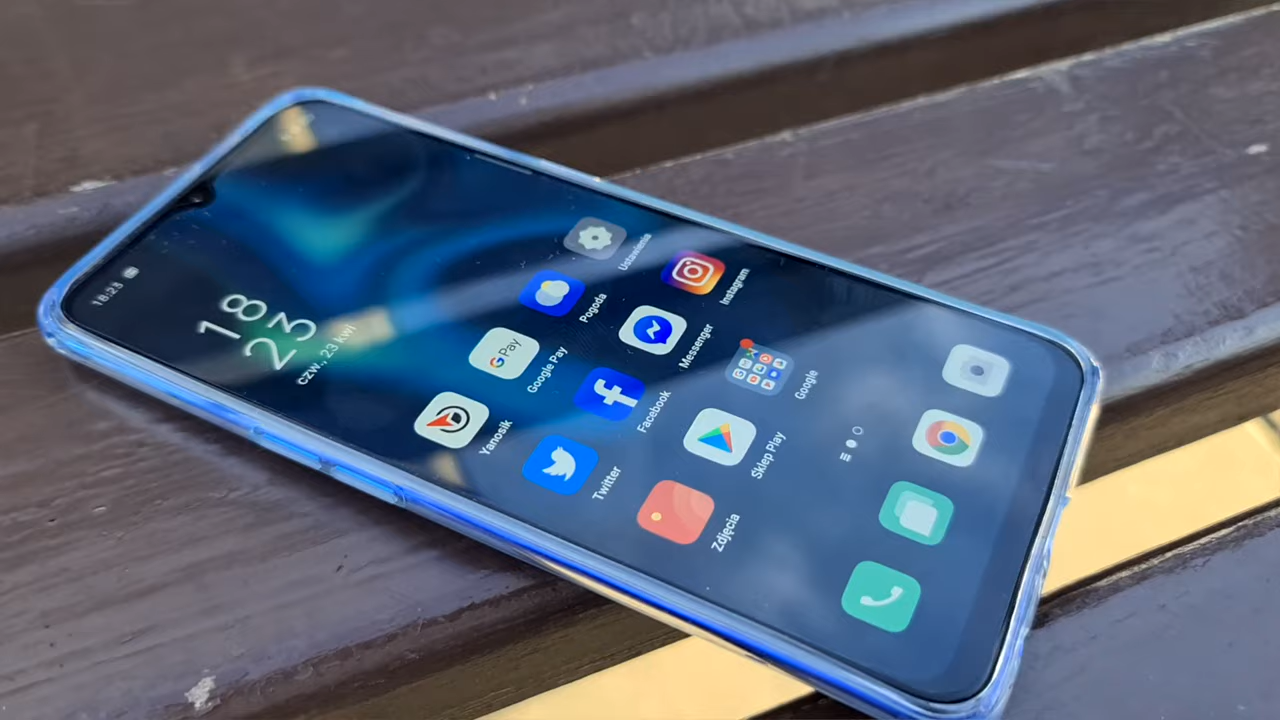 18:23
18
23
czw., 23 kwi
Yanosik
Google Pay
Pogoda
Ustawienia
Twitter
Facebook
Messenger
Instagram
Zdjęcia
Sklep Play
Google
G Pay